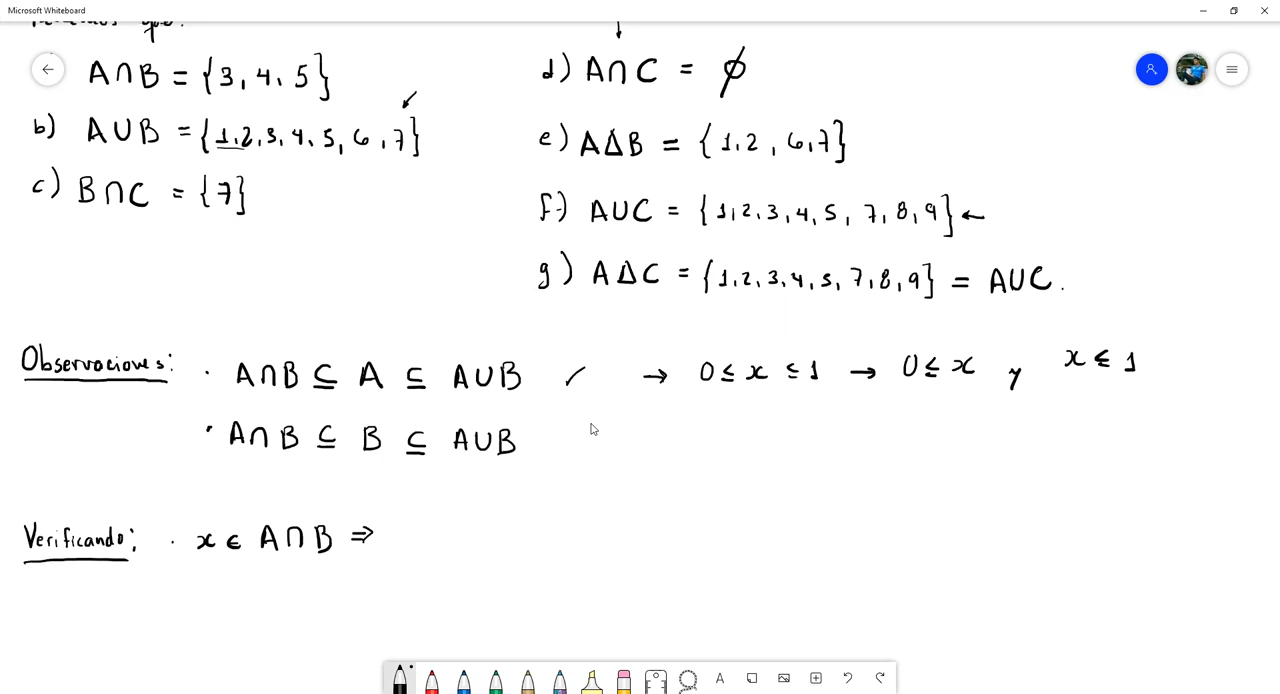 Microsoft Whiteboard
A∩B = {3, 4, 5}
b) A∪B = {1,2,3,4,5,6,7}
c) B∩C = {7}
d) A∩C = ∅
e) A∆B = {1,2,6,7}
f) A∪C = {1,2,3,4,5,7,8,9} ←
g) A∆C = {1,2,3,4,5,7,8,9} = A∪C.
Observaciones: · A∩B ⊆ A ⊆ A∪B ✓ → 0 ≤ x ≤ 1 → 0 ≤ x y x ≤ 1
· A∩B ⊆ B ⊆ A∪B
Verificando: · x ∈ A∩B ⇒